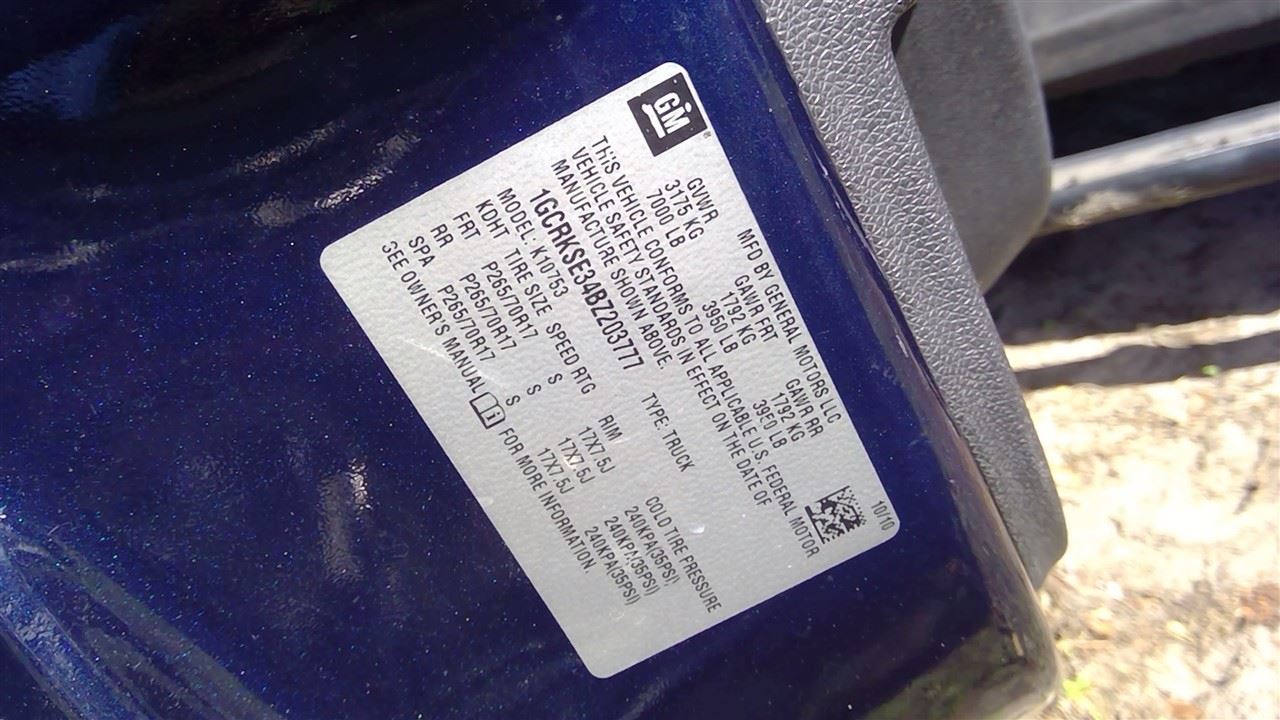 GM
MFD BY GENERAL MOTORS LLC 10/10
GVWR GAWR FRT GAWR RR
3175 KG 1792 KG 1792 KG
7000 LB 3950 LB 3950 LB
THIS VEHICLE CONFORMS TO ALL APPLICABLE U.S. FEDERAL MOTOR
VEHICLE SAFETY STANDARDS IN EFFECT ON THE DATE OF
MANUFACTURE SHOWN ABOVE.
1GCRKSE34BZ203777 TYPE: TRUCK
MODEL: K10753
KDHT TIRE SIZE SPEED RTG RIM COLD TIRE PRESSURE
FRT P265/70R17 S 17X7.5J 240KPA(35PSI)
RR P265/70R17 S 17X7.5J 240KPA(35PSI)
SPA P265/70R17 S 17X7.5J 240KPA(35PSI)
SEE OWNER'S MANUAL FOR MORE INFORMATION.